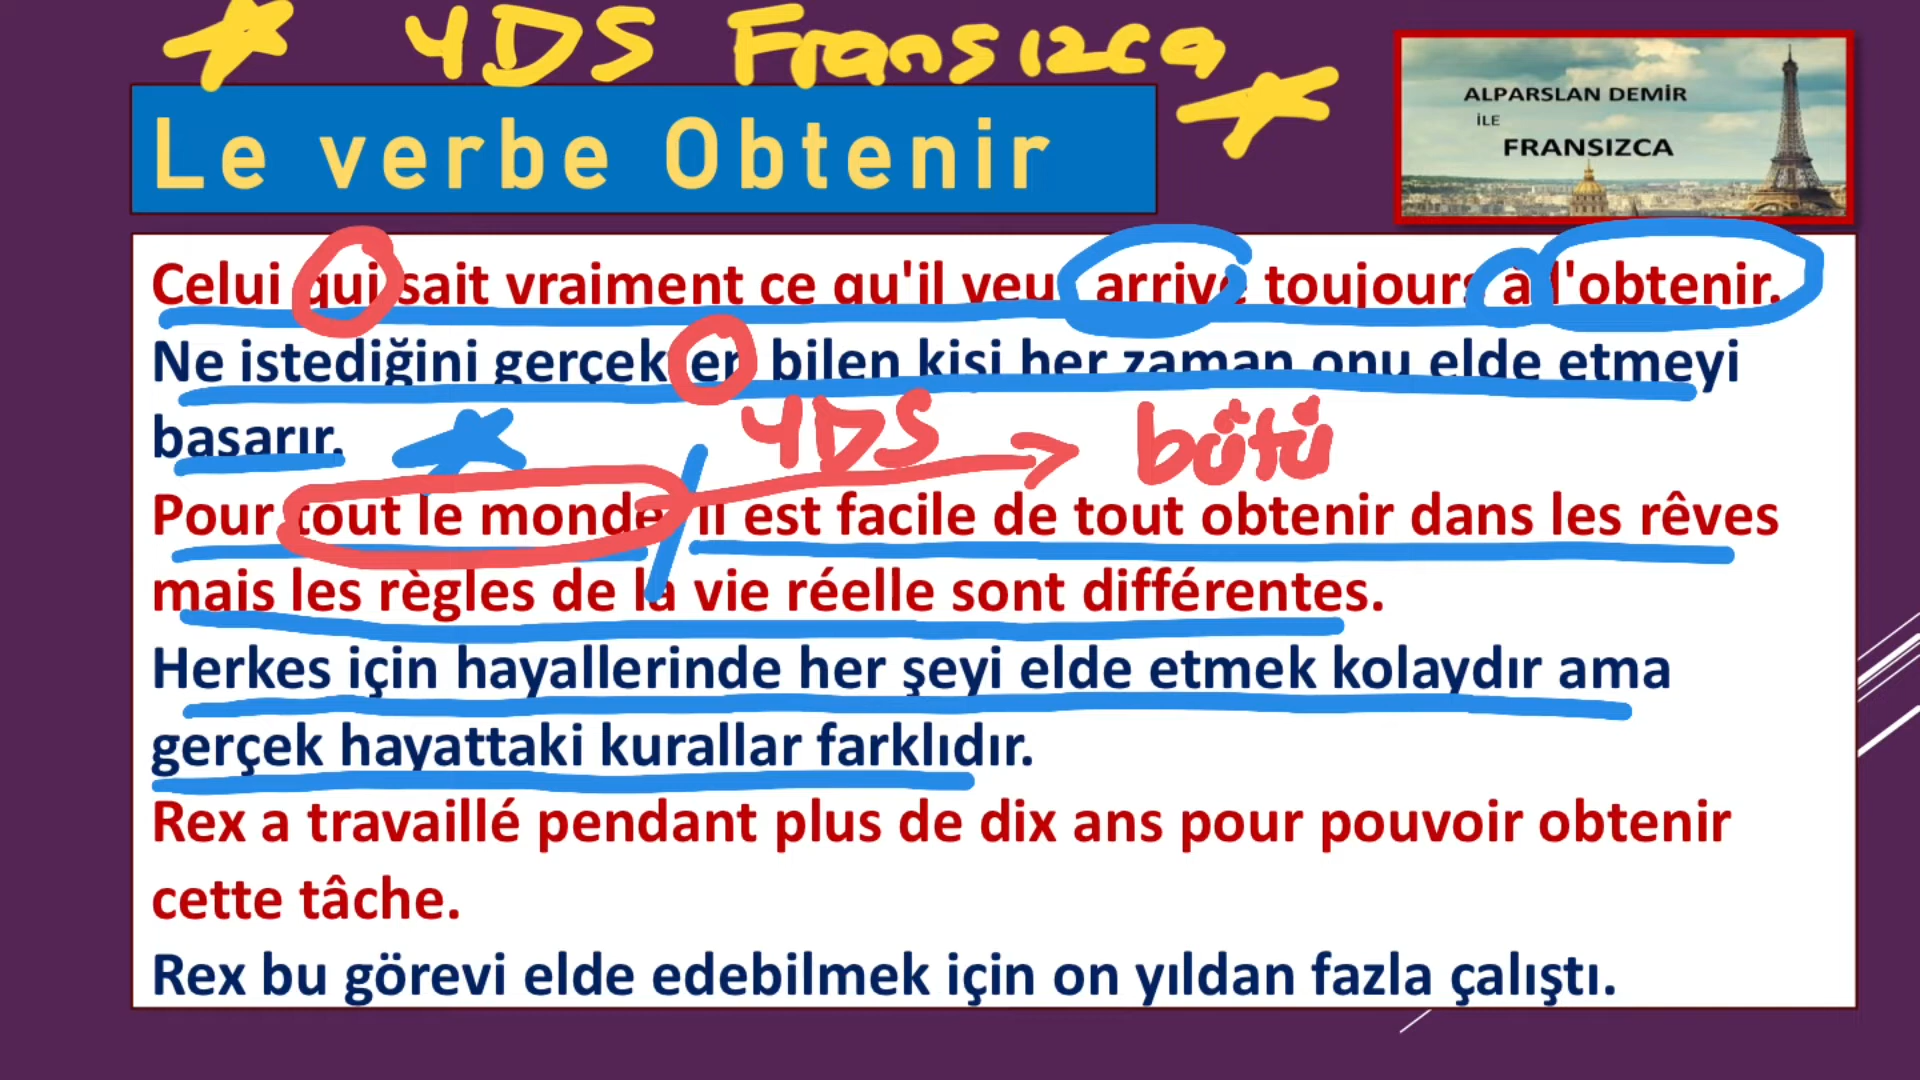 YDS Fransızca
Le verbe Obtenir
ALPARSLAN DEMİR
İLE
FRANSIZCA
Celui qui sait vraiment ce qu'il veut arrive toujours à l'obtenir.
Ne istediğini gerçekten bilen kişi her zaman onu elde etmeyi
başarır.
YDS bütü
Pour tout le monde il est facile de tout obtenir dans les rêves
mais les règles de la vie réelle sont différentes.
Herkes için hayallerinde her şeyi elde etmek kolaydır ama
gerçek hayattaki kurallar farklıdır.
Rex a travaillé pendant plus de dix ans pour pouvoir obtenir
cette tâche.
Rex bu görevi elde edebilmek için on yıldan fazla çalıştı.